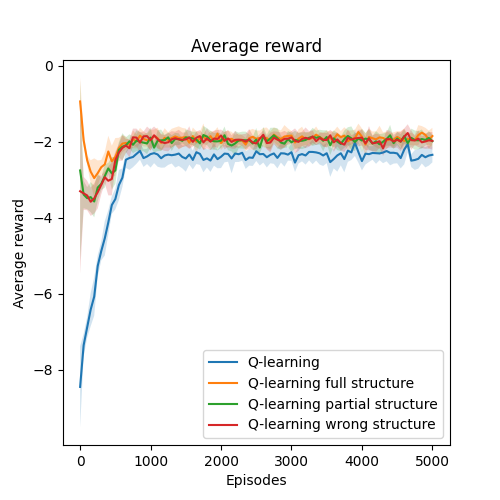 Average reward
0
−2
−4
−6
−8
Average reward
0 1000 2000 3000 4000 5000
Episodes
Q-learning
Q-learning full structure
Q-learning partial structure
Q-learning wrong structure